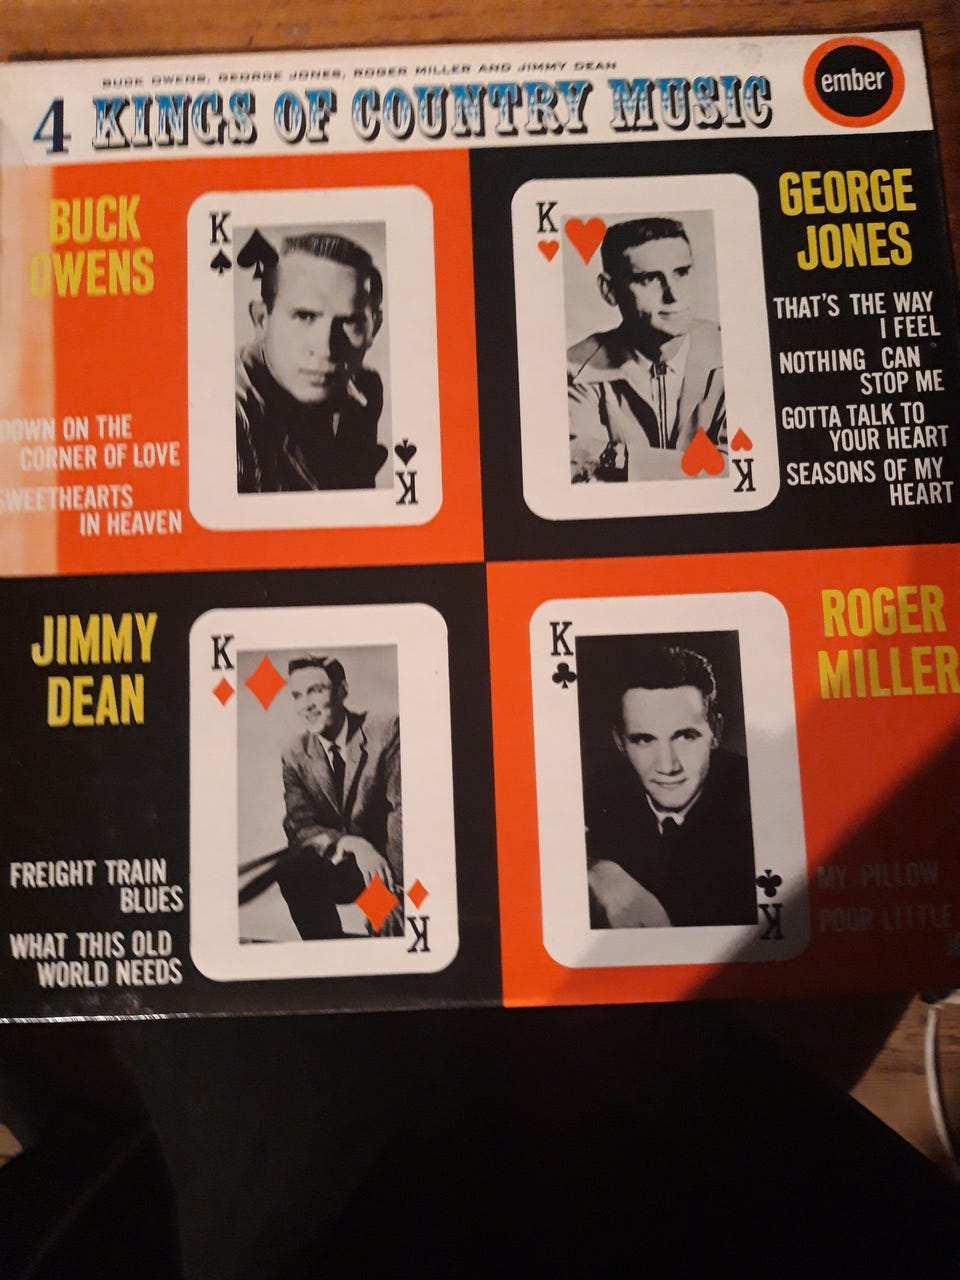 BUCK OWENS, GEORGE JONES, ROGER MILLER AND JIMMY DEAN
4 KINGS OF COUNTRY MUSIC
ember
BUCK
OWENS
K
K
DOWN ON THE
CORNER OF LOVE
SWEETHEARTS
IN HEAVEN
GEORGE
JONES
K
K
THAT'S THE WAY
I FEEL
NOTHING CAN
STOP ME
GOTTA TALK TO
YOUR HEART
SEASONS OF MY
HEART
JIMMY
DEAN
K
K
FREIGHT TRAIN
BLUES
WHAT THIS OLD
WORLD NEEDS
ROGER
MILLER
K
K
MY PILLOW
POOR LITTLE